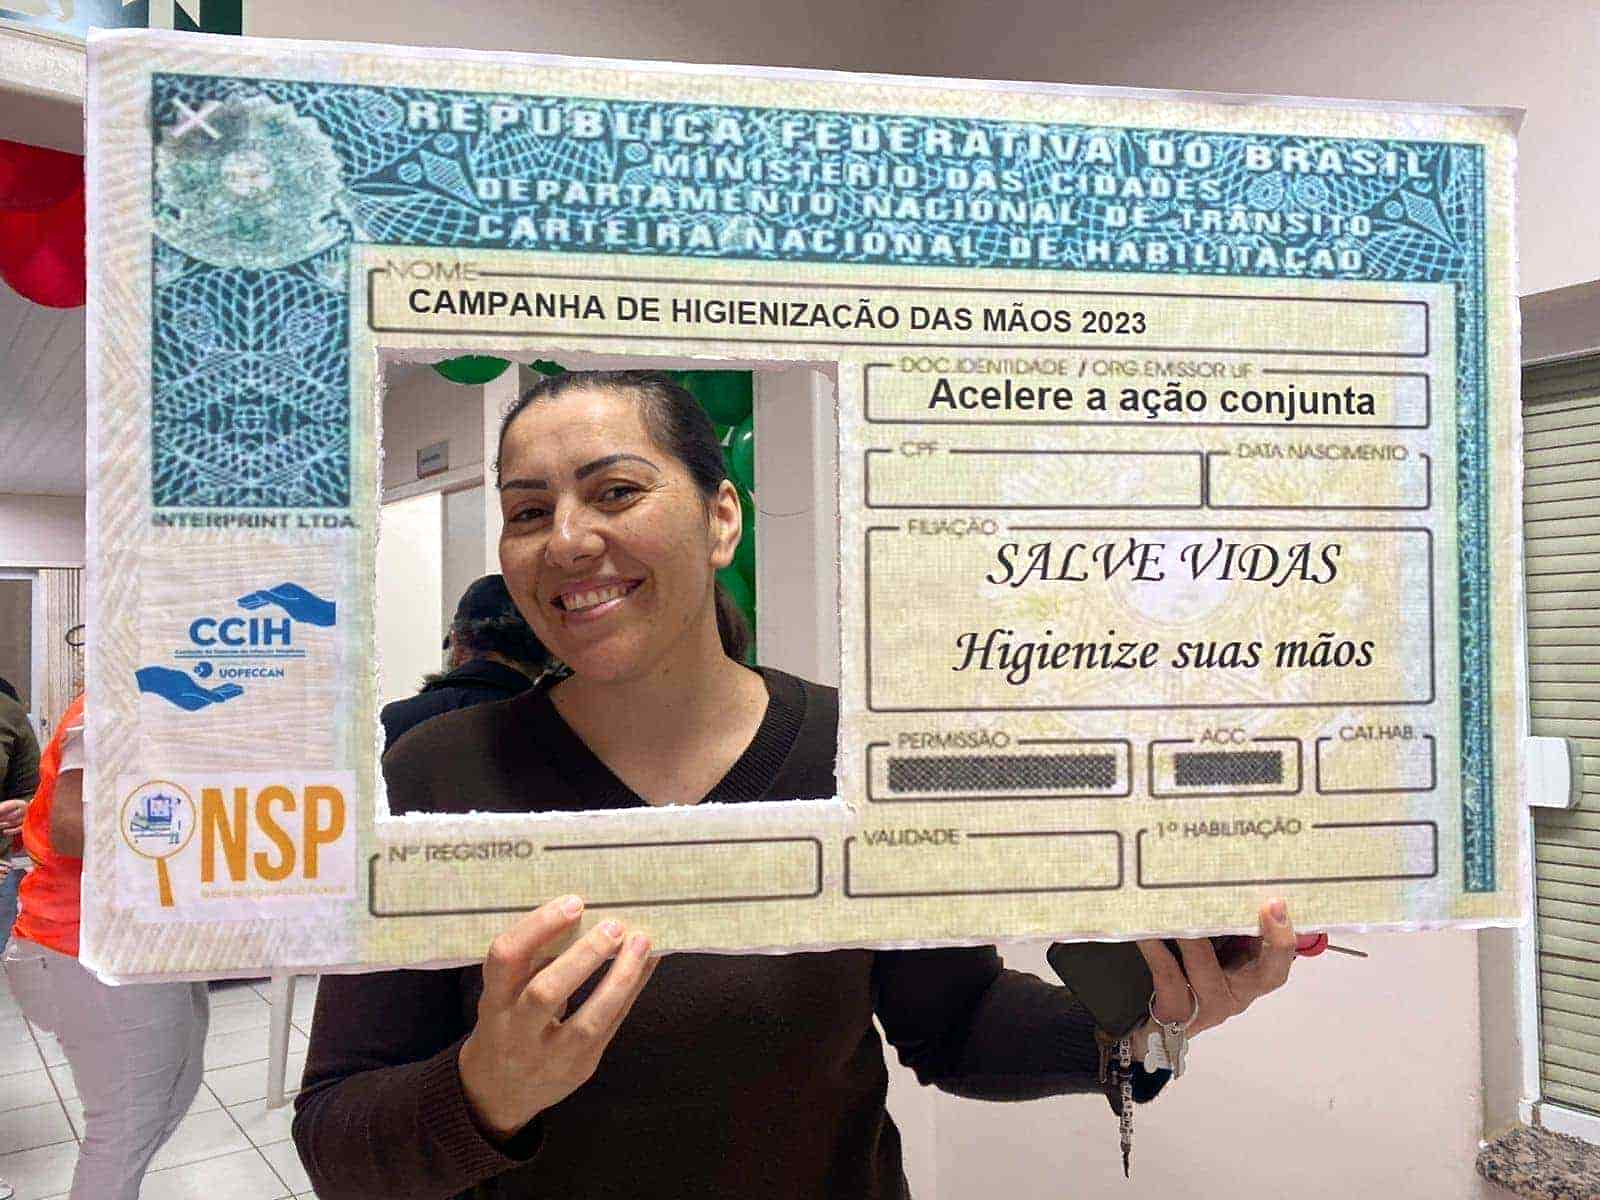 REPÚBLICA FEDERATIVA DO BRASIL
MINISTÉRIO DAS CIDADES
DEPARTAMENTO NACIONAL DE TRÂNSITO
CARTEIRA NACIONAL DE HABILITAÇÃO
NOME
CAMPANHA DE HIGIENIZAÇÃO DAS MÃOS 2023
DOC.IDENTIDADE / ORG.EMISSOR UF
Acelere a ação conjunta
CPF
DATA NASCIMENTO
INTERPRINT LTDA.
FILIAÇÃO
SALVE VIDAS
Higienize suas mãos
CCIH
UOPECCAN
PERMISSÃO
ACC
CAT.HAB.
NSP
Nº REGISTRO
VALIDADE
1º HABILITAÇÃO